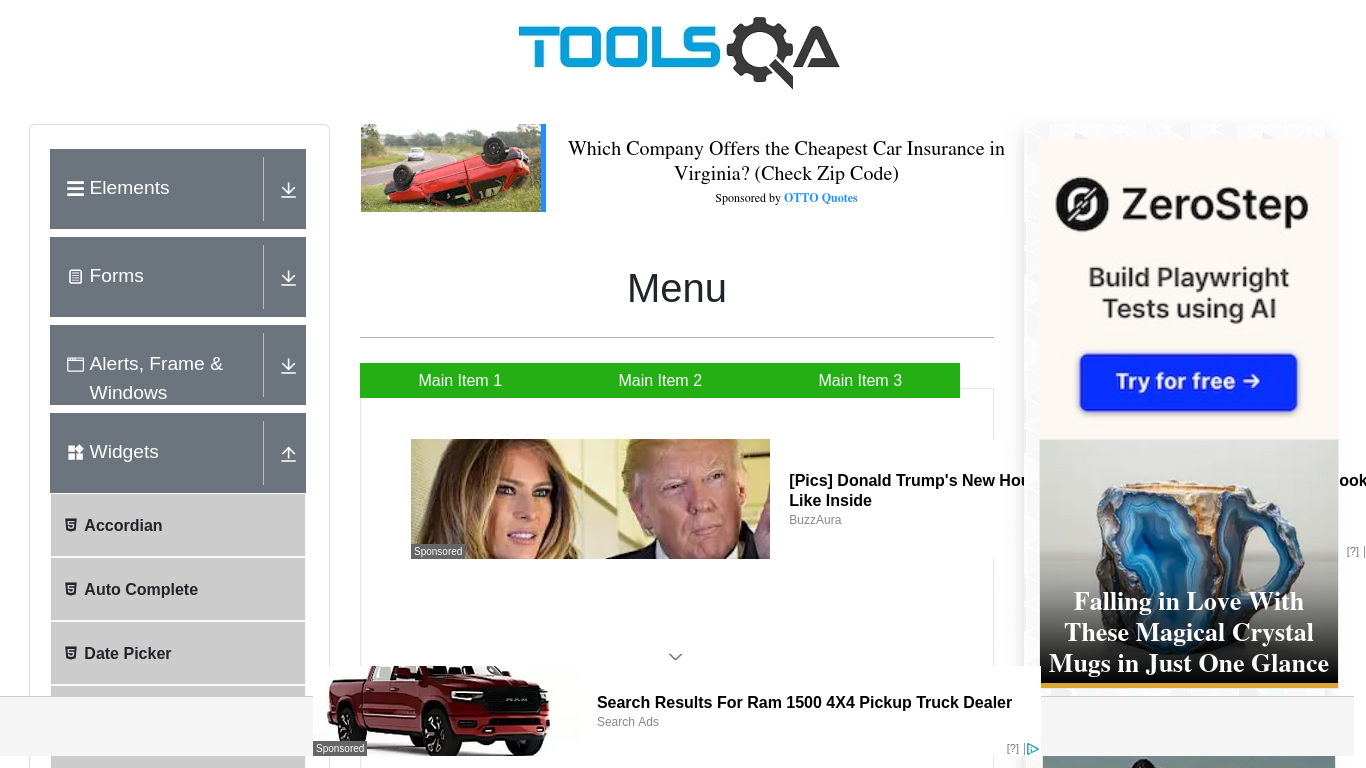 TOOLSQA
Elements
Forms
Alerts, Frame &
Windows
Widgets
Accordian
Auto Complete
Date Picker
Which Company Offers the Cheapest Car Insurance in
Virginia? (Check Zip Code)
Sponsored by OTTO Quotes
Menu
Main Item 1
Main Item 2
Main Item 3
[Pics] Donald Trump's New Hou
ook
Like Inside
BuzzAura
Sponsored
[?]
Search Results For Ram 1500 4X4 Pickup Truck Dealer
Search Ads
Sponsored
[?]
ZeroStep
Build Playwright
Tests using AI
Try for free →
Falling in Love With
These Magical Crystal
Mugs in Just One Glance